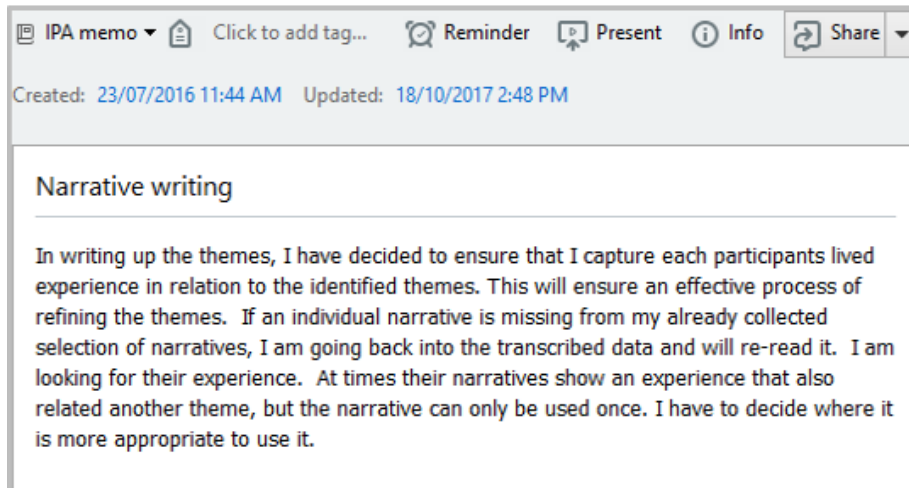 IPA memo Click to add tag... Reminder Present Info Share
Created: 23/07/2016 11:44 AM Updated: 18/10/2017 2:48 PM
Narrative writing
In writing up the themes, I have decided to ensure that I capture each participants lived
experience in relation to the identified themes. This will ensure an effective process of
refining the themes.  If an individual narrative is missing from my already collected
selection of narratives, I am going back into the transcribed data and will re-read it.  I am
looking for their experience.  At times their narratives show an experience that also
related another theme, but the narrative can only be used once. I have to decide where it
is more appropriate to use it.